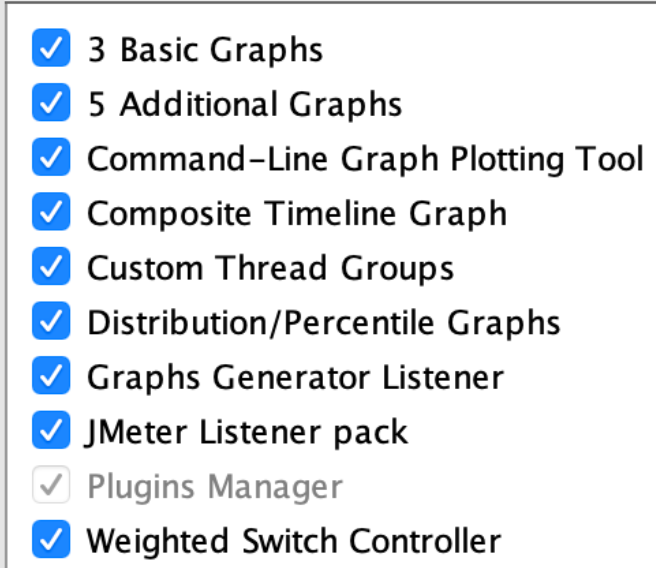 3 Basic Graphs
5 Additional Graphs
Command-Line Graph Plotting Tool
Composite Timeline Graph
Custom Thread Groups
Distribution/Percentile Graphs
Graphs Generator Listener
JMeter Listener pack
Plugins Manager
Weighted Switch Controller